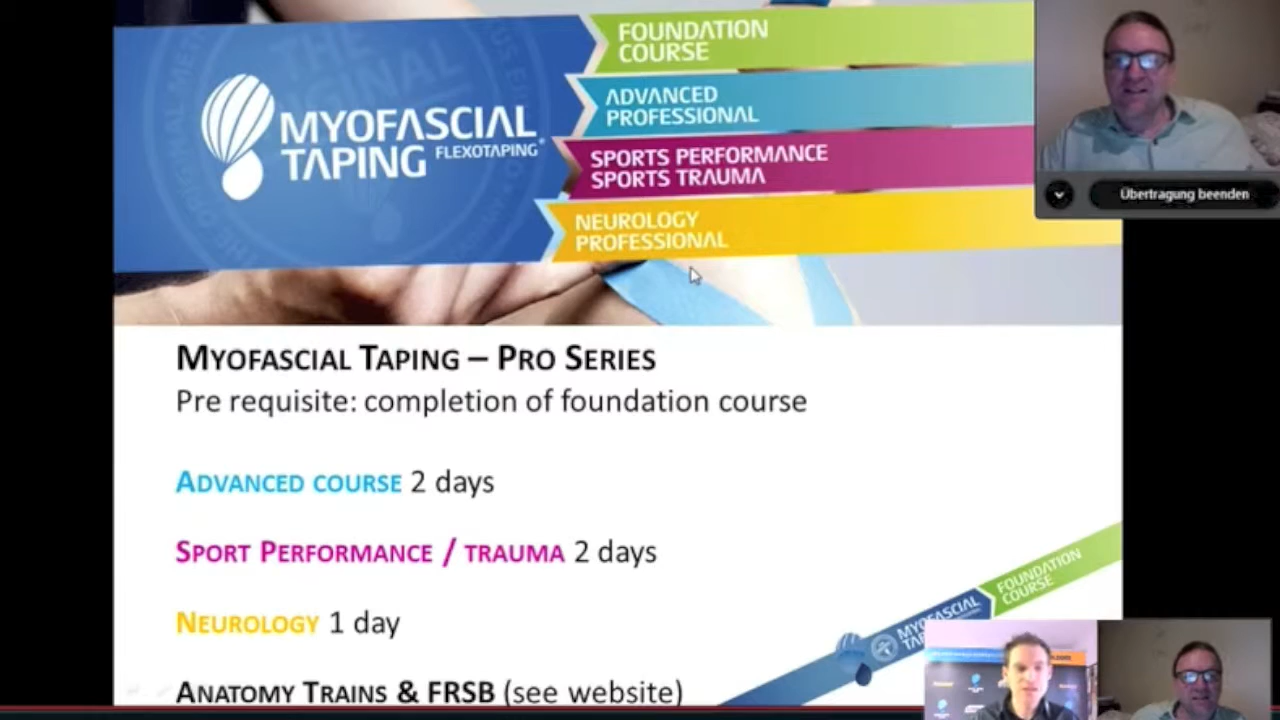 FOUNDATION
COURSE
ADVANCED
PROFESSIONAL
MYOFASCIAL
TAPING FLEXOTAPING®
SPORTS PERFORMANCE
SPORTS TRAUMA
NEUROLOGY
PROFESSIONAL
Übertragung beenden
MYOFASCIAL TAPING – PRO SERIES
Pre requisite: completion of foundation course
ADVANCED COURSE 2 days
SPORT PERFORMANCE / TRAUMA 2 days
NEUROLOGY 1 day
ANATOMY TRAINS & FRSB (see website)
FOUNDATION
COURSE
MYOFASCIAL